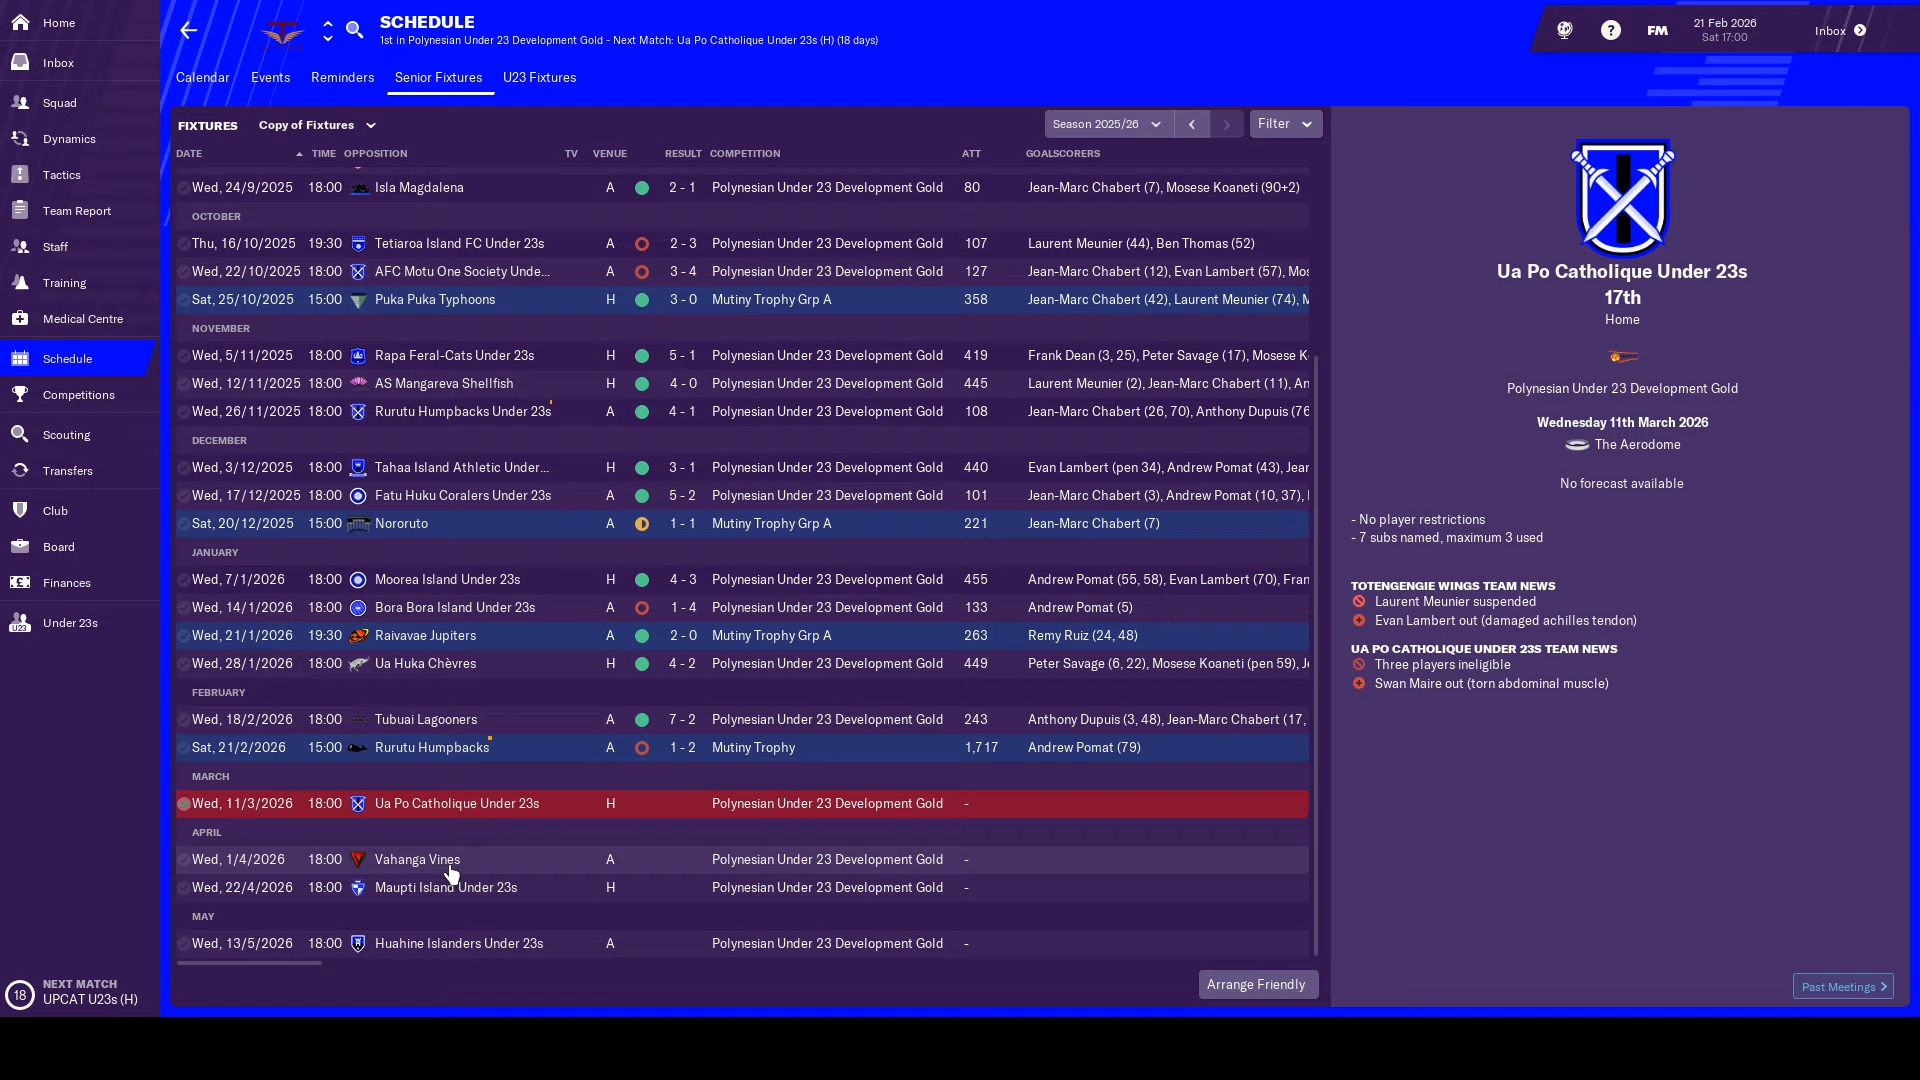 Home
Inbox
Squad
Dynamics
Tactics
Team Report
Staff
Training
Medical Centre
Schedule
Competitions
Scouting
Transfers
Club
Board
Finances
U23 Under 23s
18 NEXT MATCH
UPCAT U23s (H)
SCHEDULE
1st in Polynesian Under 23 Development Gold - Next Match: Ua Po Catholique Under 23s (H) (18 days)
? FM 21 Feb 2026 Inbox
Sat 17:00
Calendar Events Reminders Senior Fixtures U23 Fixtures
FIXTURES Copy of Fixtures Season 2025/26 Filter
DATE TIME OPPOSITION TV VENUE RESULT COMPETITION ATT GOALSCORERS
Wed, 24/9/2025 18:00 Isla Magdalena A 2 - 1 Polynesian Under 23 Development Gold 80 Jean-Marc Chabert (7), Mosese Koaneti (90+2)
OCTOBER
Thu, 16/10/2025 19:30 Tetiaroa Island FC Under 23s A 2 - 3 Polynesian Under 23 Development Gold 107 Laurent Meunier (44), Ben Thomas (52)
Wed, 22/10/2025 18:00 AFC Motu One Society Unde... A 3 - 4 Polynesian Under 23 Development Gold 127 Jean-Marc Chabert (12), Evan Lambert (57), Mos
Sat, 25/10/2025 15:00 Puka Puka Typhoons H 3 - 0 Mutiny Trophy Grp A 358 Jean-Marc Chabert (42), Laurent Meunier (74), M
NOVEMBER
Wed, 5/11/2025 18:00 Rapa Feral-Cats Under 23s H 5 - 1 Polynesian Under 23 Development Gold 419 Frank Dean (3, 25), Peter Savage (17), Mosese K
Wed, 12/11/2025 18:00 AS Mangareva Shellfish H 4 - 0 Polynesian Under 23 Development Gold 445 Laurent Meunier (2), Jean-Marc Chabert (11), An
Wed, 26/11/2025 18:00 Rurutu Humpbacks Under 23s A 4 - 1 Polynesian Under 23 Development Gold 108 Jean-Marc Chabert (26, 70), Anthony Dupuis (76
DECEMBER
Wed, 3/12/2025 18:00 Tahaa Island Athletic Under... H 3 - 1 Polynesian Under 23 Development Gold 440 Evan Lambert (pen 34), Andrew Pomat (43), Jean
Wed, 17/12/2025 18:00 Fatu Huku Coralers Under 23s A 5 - 2 Polynesian Under 23 Development Gold 101 Jean-Marc Chabert (3), Andrew Pomat (10, 37),
Sat, 20/12/2025 15:00 Nororuto A 1 - 1 Mutiny Trophy Grp A 221 Jean-Marc Chabert (7)
JANUARY
Wed, 7/1/2026 18:00 Moorea Island Under 23s H 4 - 3 Polynesian Under 23 Development Gold 455 Andrew Pomat (55, 58), Evan Lambert (70), Fran
Wed, 14/1/2026 18:00 Bora Bora Island Under 23s A 1 - 4 Polynesian Under 23 Development Gold 133 Andrew Pomat (5)
Wed, 21/1/2026 19:30 Raivavae Jupiters A 2 - 0 Mutiny Trophy Grp A 263 Remy Ruiz (24, 48)
Wed, 28/1/2026 18:00 Ua Huka Chèvres H 4 - 2 Polynesian Under 23 Development Gold 449 Peter Savage (6, 22), Mosese Koaneti (pen 59), Je
FEBRUARY
Wed, 18/2/2026 18:00 Tubuai Lagooners A 7 - 2 Polynesian Under 23 Development Gold 243 Anthony Dupuis (3, 48), Jean-Marc Chabert (17,
Sat, 21/2/2026 15:00 Rurutu Humpbacks A 1 - 2 Mutiny Trophy 1,717 Andrew Pomat (79)
MARCH
Wed, 11/3/2026 18:00 Ua Po Catholique Under 23s H Polynesian Under 23 Development Gold -
APRIL
Wed, 1/4/2026 18:00 Vahanga Vines A Polynesian Under 23 Development Gold -
Wed, 22/4/2026 18:00 Maupti Island Under 23s H Polynesian Under 23 Development Gold -
MAY
Wed, 13/5/2026 18:00 Huahine Islanders Under 23s A Polynesian Under 23 Development Gold -
Arrange Friendly
Ua Po Catholique Under 23s
17th
Home
Polynesian Under 23 Development Gold
Wednesday 11th March 2026
The Aerodome
No forecast available
- No player restrictions
- 7 subs named, maximum 3 used
TOTENGENGIE WINGS TEAM NEWS
Laurent Meunier suspended
Evan Lambert out (damaged achilles tendon)
UA PO CATHOLIQUE UNDER 23S TEAM NEWS
Three players ineligible
Swan Maire out (torn abdominal muscle)
Past Meetings